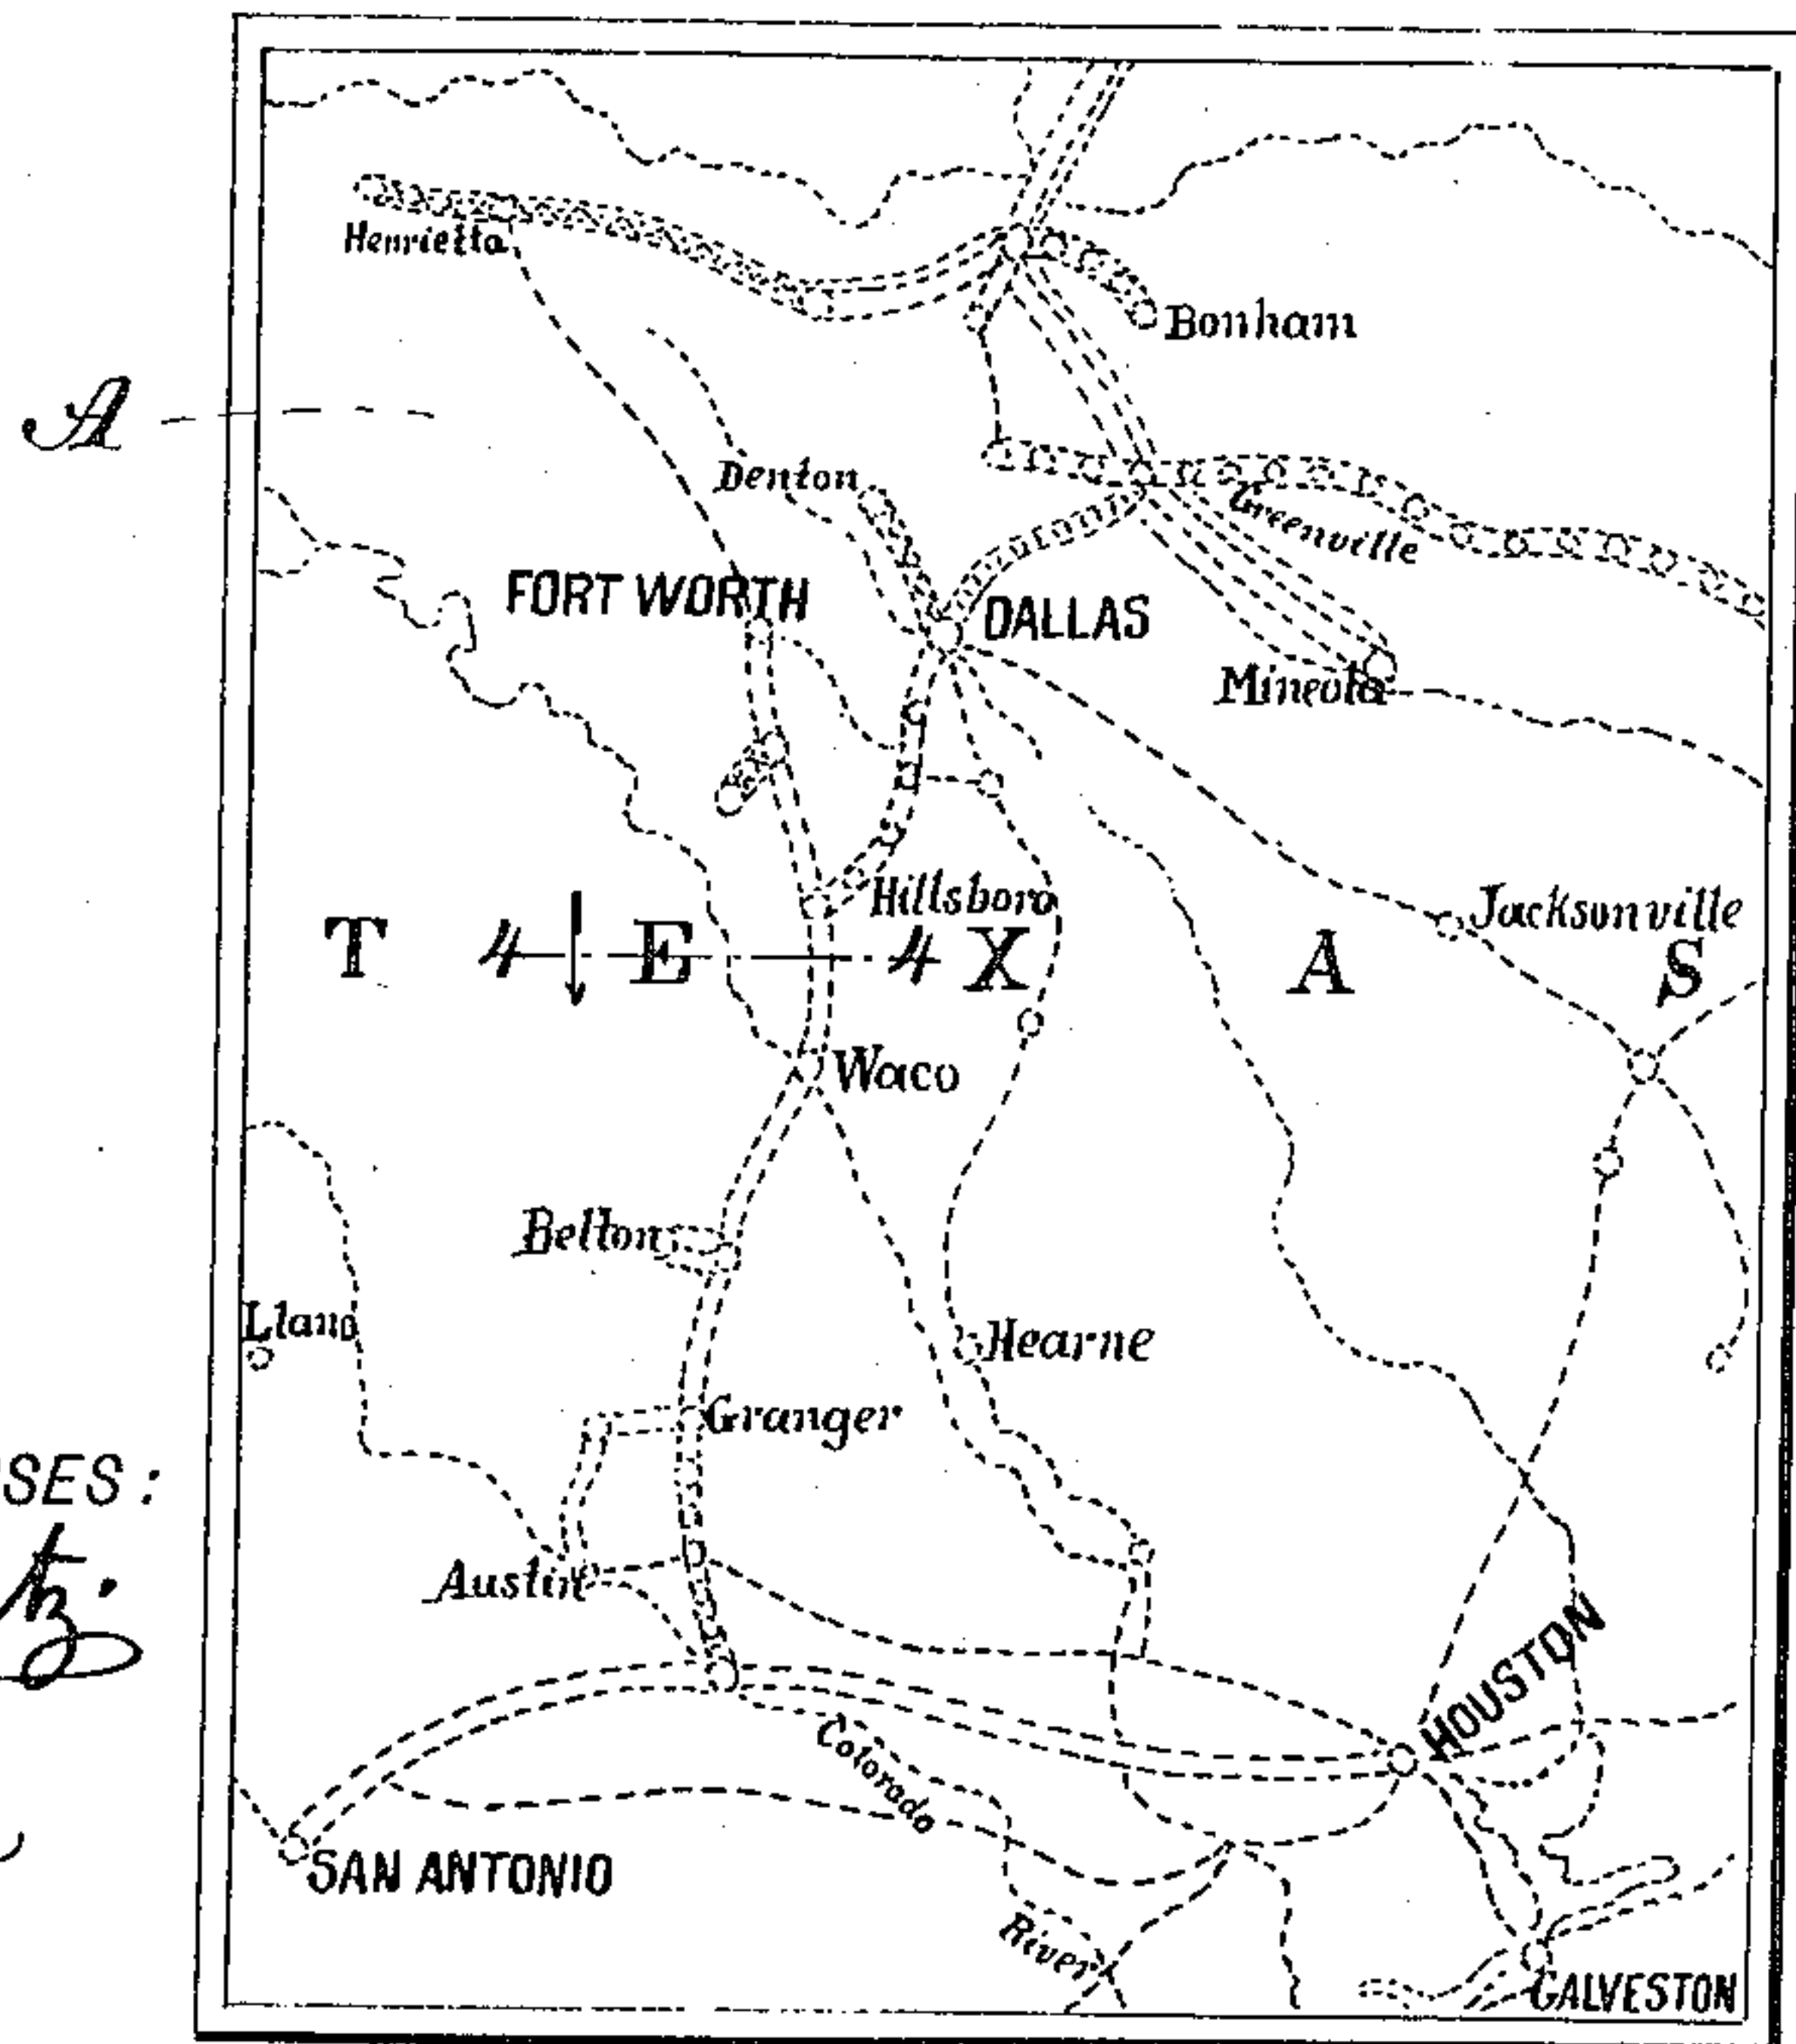 Henrietta
Bonham
A
Denton
Greenville
FORT WORTH
DALLAS
Mineola
Hillsboro
Jacksonville
T 4 E 4 X A S
Waco
Belton
Llano
Hearne
Granger
SSES:
Austin
HOUSTON
Colorado
SAN ANTONIO
River
GALVESTON